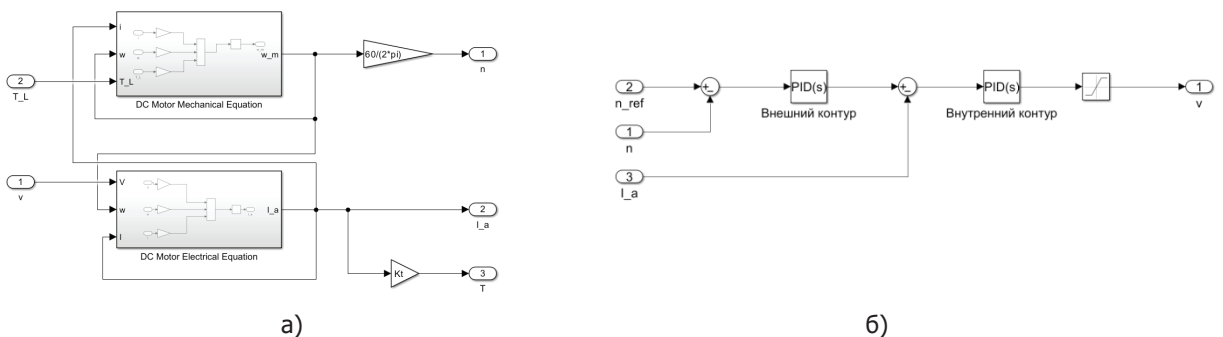 i
w
T_L
w_m
DC Motor Mechanical Equation
2
T_L
60/(2*pi)
1
n
1
v
V
w
I
I_a
DC Motor Electrical Equation
2
I_a
Kt
3
T
а)
2
n_ref
1
n
3
I_a
+
-
PID(s)
Внешний контур
+
-
PID(s)
Внутренний контур
1
v
б)